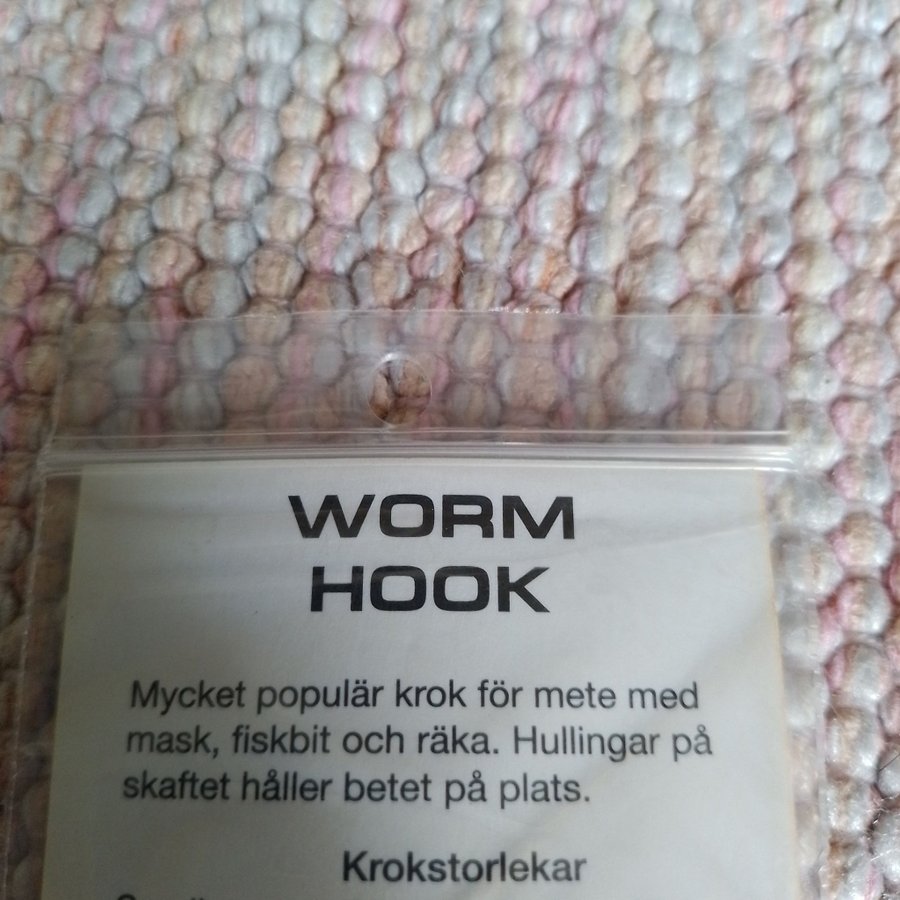 WORM
HOOK
Mycket populär krok för mete med
mask, fiskbit och räka. Hullingar på
skaftet håller betet på plats.
Krokstorlekar